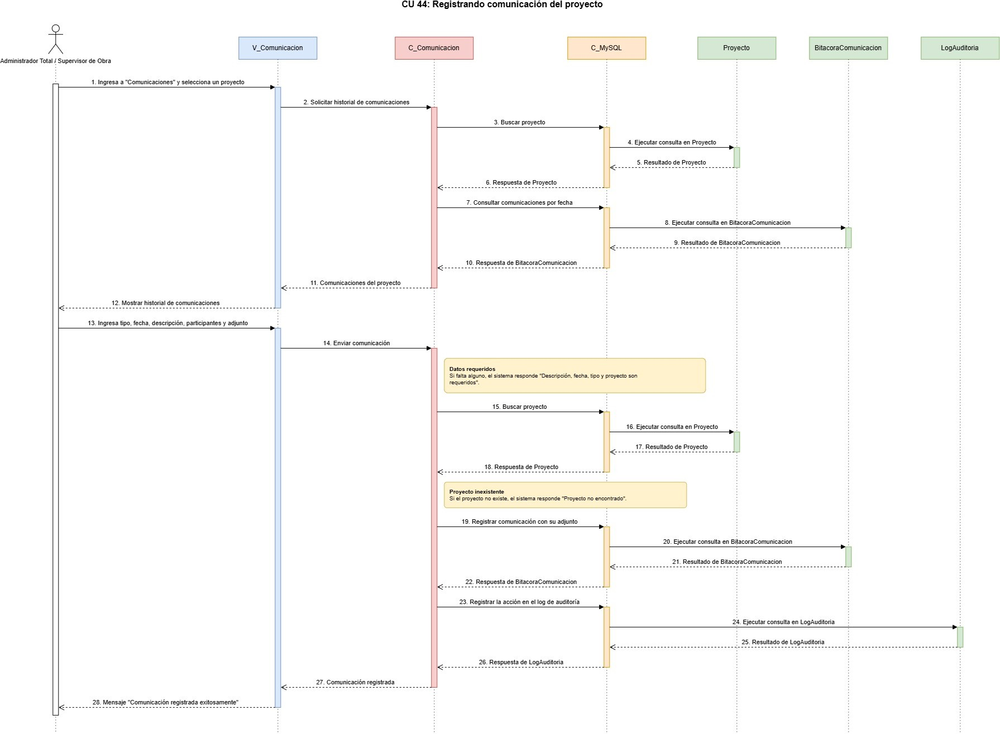 CU 44: Registrando comunicación del proyecto
Administrador Total / Supervisor de Obra
V_Comunicacion
C_Comunicacion
C_MySQL
Proyecto
BitacoraComunicacion
LogAuditoria
1. Ingresa a "Comunicaciones" y selecciona un proyecto
2. Solicitar historial de comunicaciones
3. Buscar proyecto
4. Ejecutar consulta en Proyecto
5. Resultado de Proyecto
6. Respuesta de Proyecto
7. Consultar comunicaciones por fecha
8. Ejecutar consulta en BitacoraComunicacion
9. Resultado de BitacoraComunicacion
10. Respuesta de BitacoraComunicacion
11. Comunicaciones del proyecto
12. Mostrar historial de comunicaciones
13. Ingresa tipo, fecha, descripción, participantes y adjunto
14. Enviar comunicación
Datos requeridos
Si falta alguno, el sistema responde "Descripción, fecha, tipo y proyecto son
requeridos".
15. Buscar proyecto
16. Ejecutar consulta en Proyecto
17. Resultado de Proyecto
18. Respuesta de Proyecto
Proyecto inexistente
Si el proyecto no existe, el sistema responde "Proyecto no encontrado".
19. Registrar comunicación con su adjunto
20. Ejecutar consulta en BitacoraComunicacion
21. Resultado de BitacoraComunicacion
22. Respuesta de BitacoraComunicacion
23. Registrar la acción en el log de auditoría
24. Ejecutar consulta en LogAuditoria
25. Resultado de LogAuditoria
26. Respuesta de LogAuditoria
27. Comunicación registrada
28. Mensaje "Comunicación registrada exitosamente"